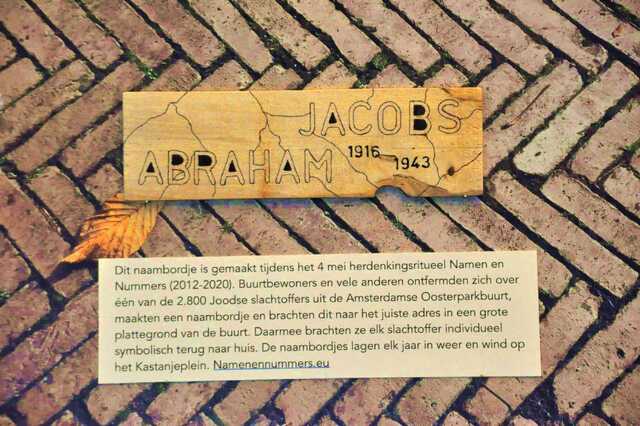 JACOBS
ABRAHAM
1916
1943
Dit naambordje is gemaakt tijdens het 4 mei herdenkingsritueel Namen en
Nummers (2012-2020). Buurtbewoners en vele anderen ontfermden zich over
één van de 2.800 Joodse slachtoffers uit de Amsterdamse Oosterparkbuurt,
maakten een naambordje en brachten dit naar het juiste adres in een grote
plattegrond van de buurt. Daarmee brachten ze elk slachtoffer individueel
symbolisch terug naar huis. De naambordjes lagen elk jaar in weer en wind op
het Kastanjeplein. Namenennummers.eu